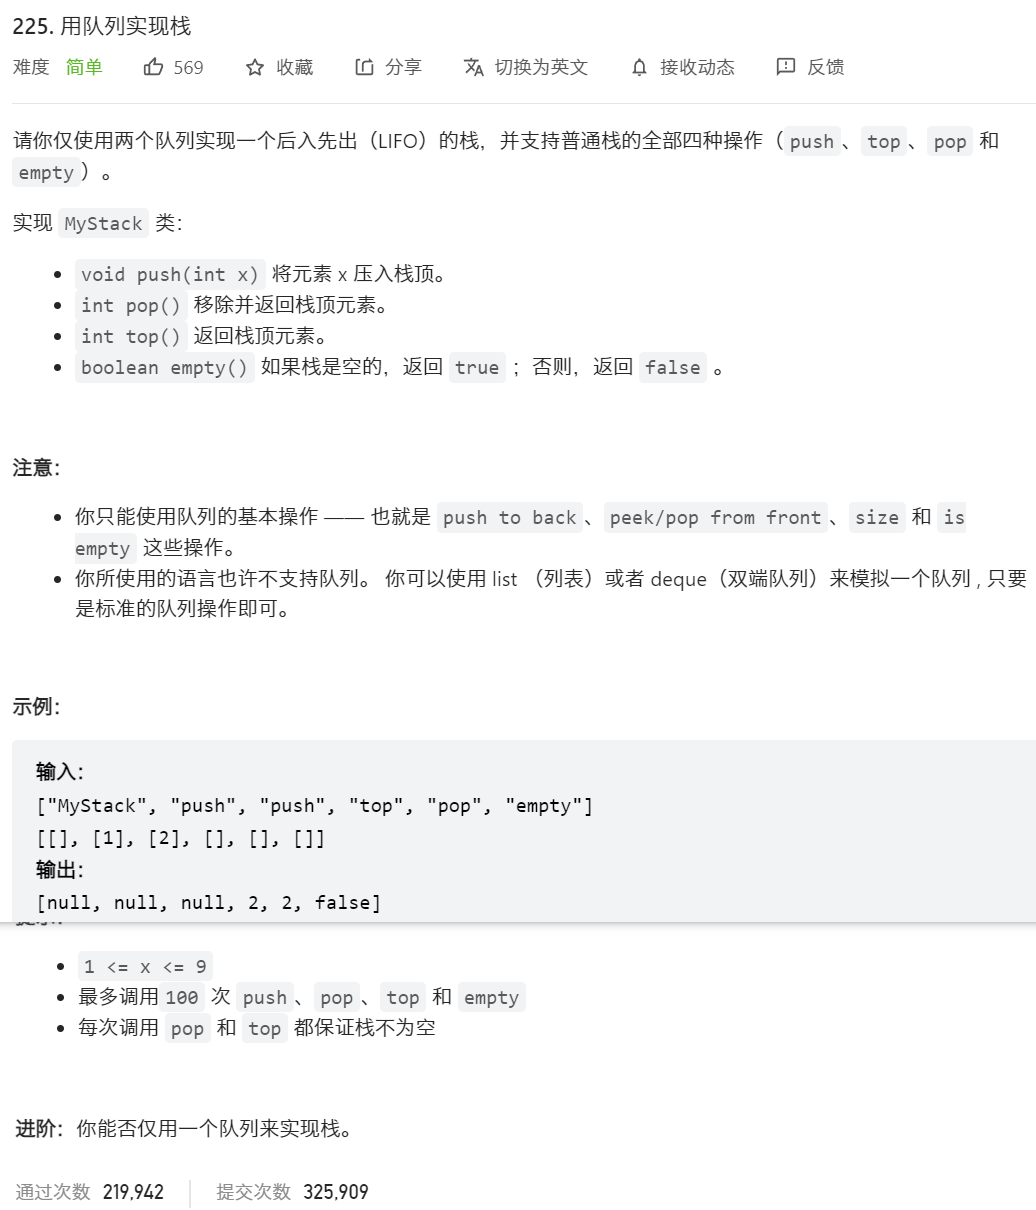 225. 用队列实现栈
难度 简单 569 收藏 分享 切换为英文 接收动态 反馈
请你仅使用两个队列实现一个后入先出（LIFO）的栈，并支持普通栈的全部四种操作（push、top、pop 和
empty）。
实现 MyStack 类：
void push(int x) 将元素 x 压入栈顶。
int pop() 移除并返回栈顶元素。
int top() 返回栈顶元素。
boolean empty() 如果栈是空的，返回 true ；否则，返回 false 。
注意：
你只能使用队列的基本操作 —— 也就是 push to back、peek/pop from front、size 和 is
empty 这些操作。
你所使用的语言也许不支持队列。 你可以使用 list （列表）或者 deque（双端队列）来模拟一个队列 , 只要
是标准的队列操作即可。
示例：
输入：
["MyStack", "push", "push", "top", "pop", "empty"]
[[], [1], [2], [], [], []]
输出：
[null, null, null, 2, 2, false]
1 <= x <= 9
最多调用100 次 push、pop、top 和 empty
每次调用 pop 和 top 都保证栈不为空
进阶：你能否仅用一个队列来实现栈。
通过次数 219,942 提交次数 325,909